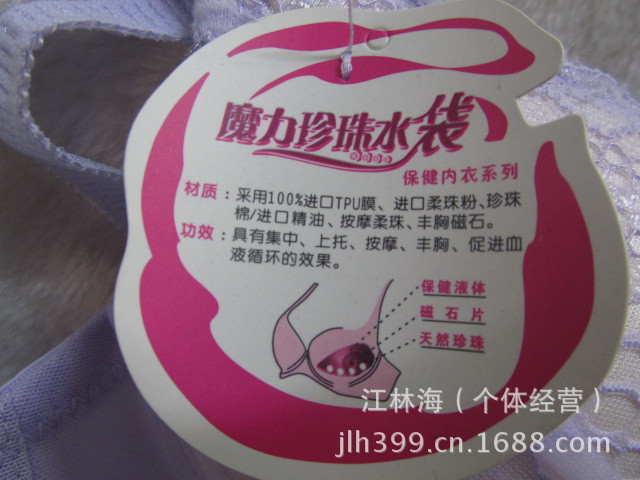 魔力珍珠水袋
保健内衣系列
材质：采用100%进口TPU膜、进口柔珠粉、珍珠
棉/进口精油、按摩柔珠、丰胸磁石。
功效：具有集中、上托、按摩、丰胸、促进血
液循环的效果。
保健液体
磁石片
天然珍珠
江林海（个体经营）
jlh399.cn.1688.com